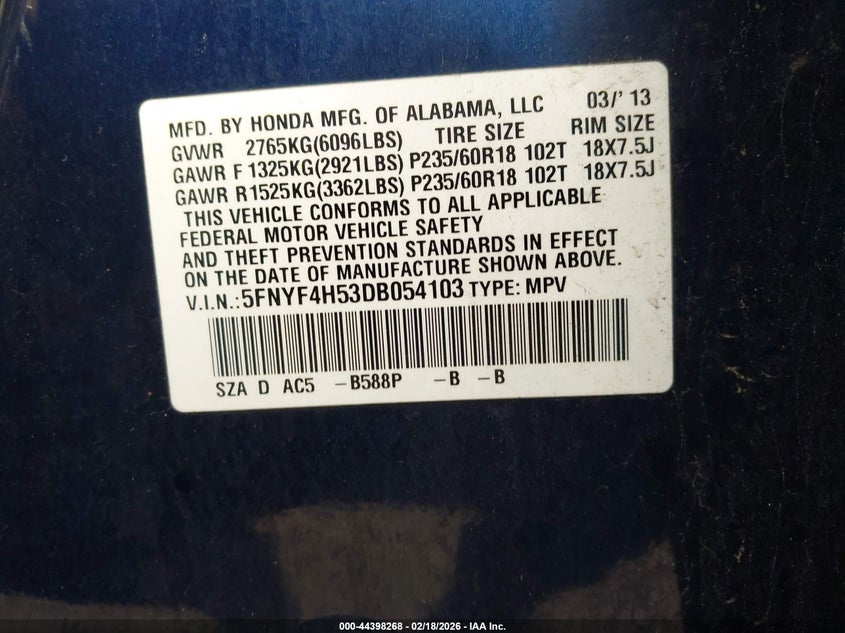 MFD. BY HONDA MFG. OF ALABAMA, LLC 03/' 13
GVWR 2765KG(6096LBS) TIRE SIZE RIM SIZE
GAWR F 1325KG(2921LBS) P235/60R18 102T 18X7.5J
GAWR R1525KG(3362LBS) P235/60R18 102T 18X7.5J
THIS VEHICLE CONFORMS TO ALL APPLICABLE
FEDERAL MOTOR VEHICLE SAFETY
AND THEFT PREVENTION STANDARDS IN EFFECT
ON THE DATE OF MANUFACTURE SHOWN ABOVE.
V.I.N.:5FNYF4H53DB054103 TYPE: MPV
SZA D AC5 -B588P -B -B
000-44398268 - 02/18/2026 - IAA Inc.